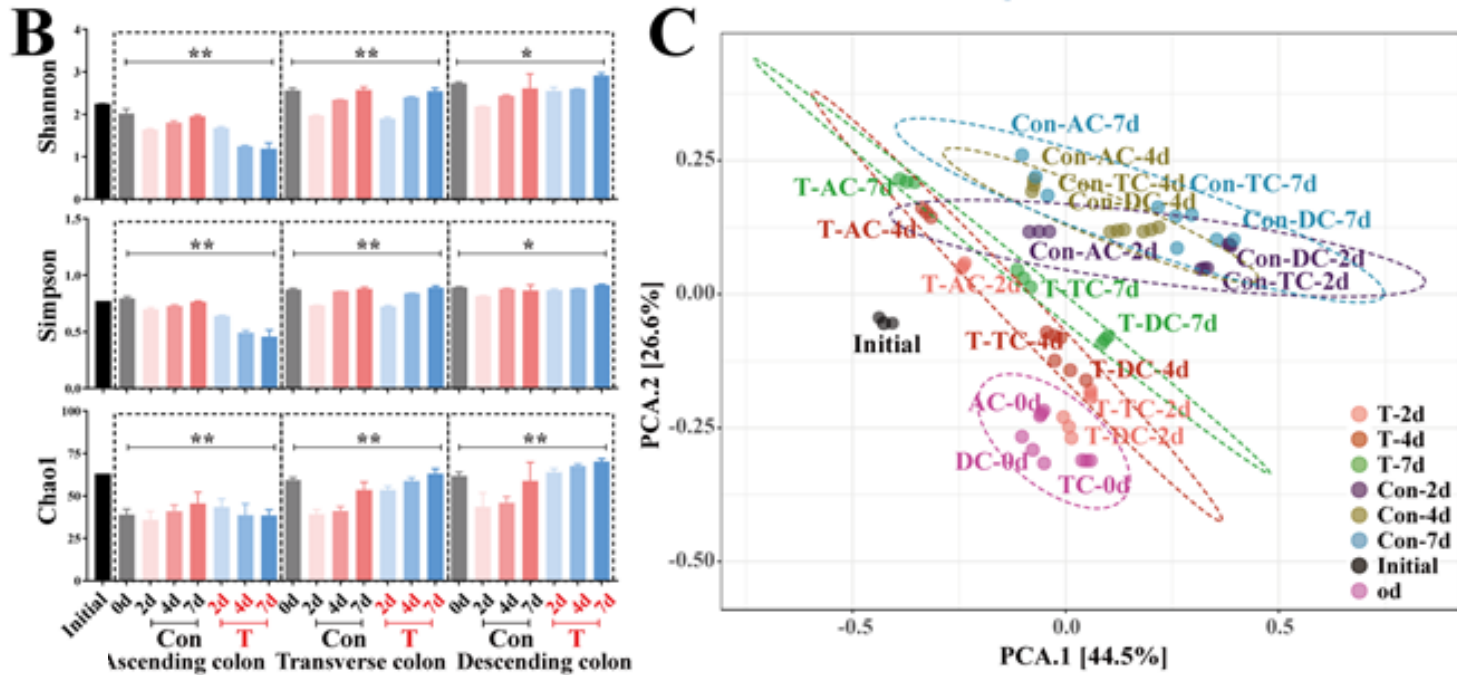 B
4
3
2
1
0
Shannon
**
**
*
1.5
1.0
0.5
0.0
Simpson
**
**
*
100
75
50
25
0
Chao1
**
**
**
Initial
0d 2d 4d 7d 2d 4d 7d
0d 2d 4d 7d 2d 4d 7d
0d 2d 4d 7d 2d 4d 7d
Con T Con T Con T
Ascending colon Transverse colon Descending colon
C
PCA.2 [26.6%]
0.25
0.00
-0.25
-0.50
Con-AC-7d
Con-AC-4d
Con-TC-4d
Con-TC-7d
T-AC-7d
Con-DC-4d
Con-DC-7d
T-AC-4d
Con-AC-2d
Con-DC-2d
Con-TC-2d
T-AC-2d
T-TC-7d
Initial
T-TC-4d
T-DC-7d
T-DC-4d
AC-0d
T-TC-2d
T-DC-2d
DC-0d
TC-0d
T-2d
T-4d
T-7d
Con-2d
Con-4d
Con-7d
Initial
od
-0.5 0.0 0.5
PCA.1 [44.5%]